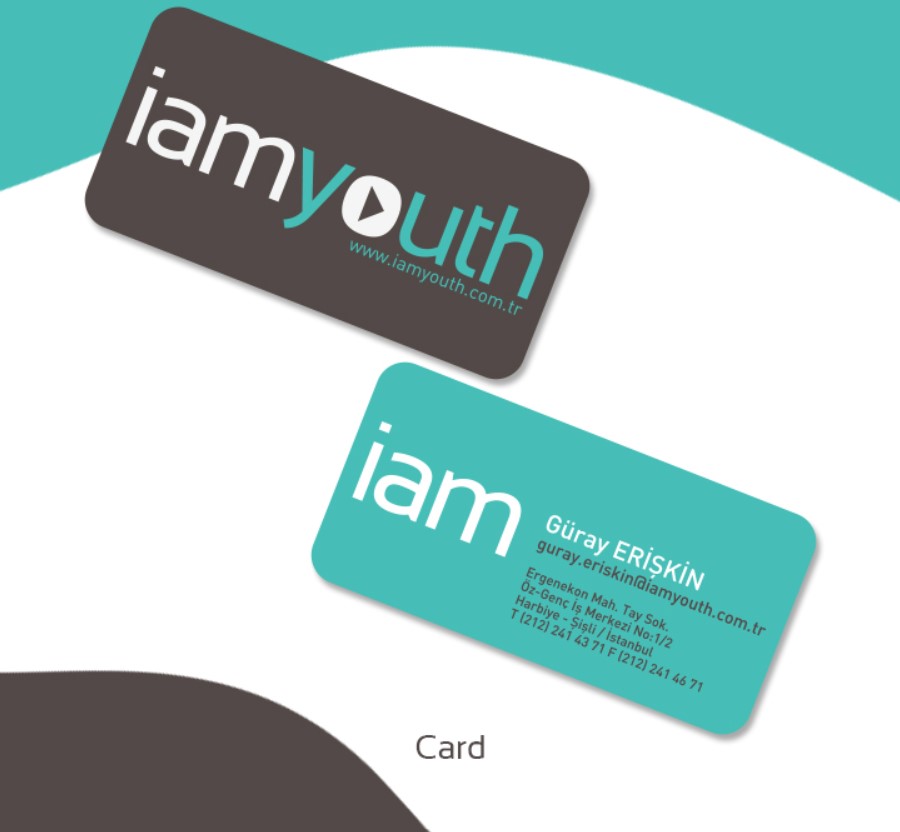 iamyouth
www.iamyouth.com.tr
iam
Güray ERİŞKİN
guray.eriskin@iamyouth.com.tr
Ergenekon Mah. Tay Sok.
Öz-Genç İş Merkezi No:1/2
Harbiye - Şişli / İstanbul
T (212) 241 43 71 F (212) 241 46 71
Card